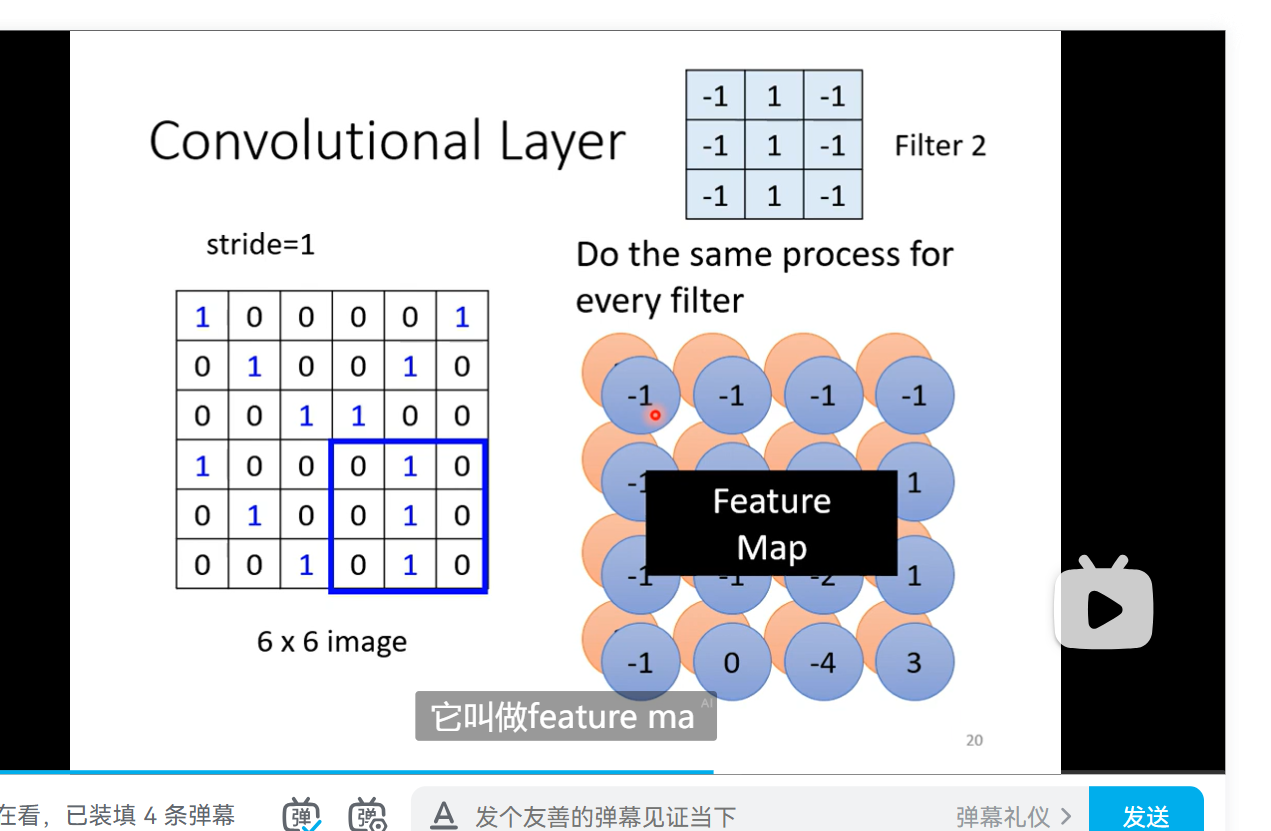 -1 1 -1
Convolutional Layer
-1 1 -1
Filter 2
-1 1 -1
stride=1
Do the same process for
every filter
1 0 0 0 0 1
0 1 0 0 1 0
0 0 1 1 0 0
1 0 0 0 1 0
0 1 0 0 1 0
0 0 1 0 1 0
6 x 6 image
-1 -1 -1 -1
-1 1
Feature
Map
-1 -1 -2 1
-1 0 -4 3
它叫做feature ma
AI
20
在看，已装填 4 条弹幕
弹
弹
A
发个友善的弹幕见证当下
弹幕礼仪 >
发送